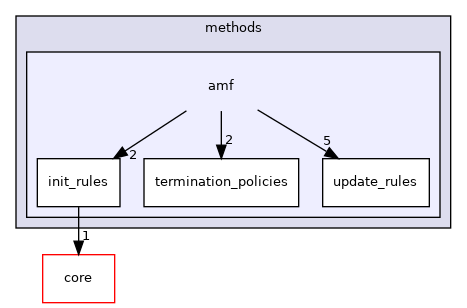 methods
amf
2
2
5
init_rules
termination_policies
update_rules
1
core